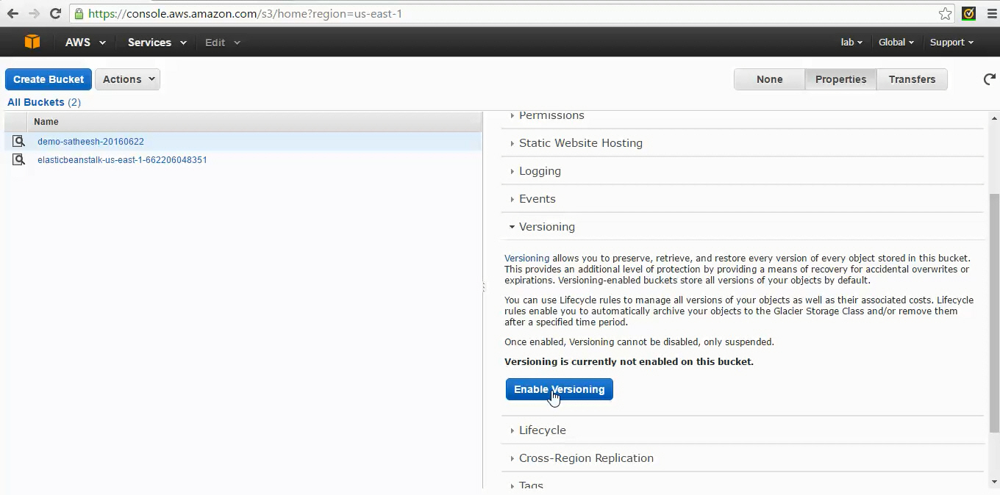 https://console.aws.amazon.com/s3/home?region=us-east-1
AWS Services Edit lab Global Support
Create Bucket Actions None Properties Transfers
All Buckets (2)
Name
demo-satheesh-20160622
elasticbeanstalk-us-east-1-662206048351
Permissions
Static Website Hosting
Logging
Events
Versioning
Versioning allows you to preserve, retrieve, and restore every version of every object stored in this bucket.
This provides an additional level of protection by providing a means of recovery for accidental overwrites or
expirations. Versioning-enabled buckets store all versions of your objects by default.
You can use Lifecycle rules to manage all versions of your objects as well as their associated costs. Lifecycle
rules enable you to automatically archive your objects to the Glacier Storage Class and/or remove them
after a specified time period.
Once enabled, Versioning cannot be disabled, only suspended.
Versioning is currently not enabled on this bucket.
Enable Versioning
Lifecycle
Cross-Region Replication
Tags